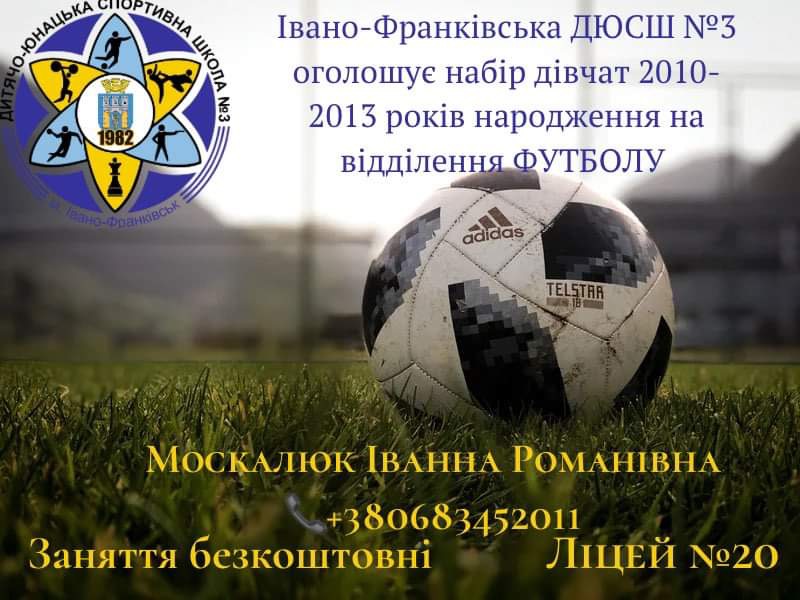 ДИТЯЧО-ЮНАЦЬКА СПОРТИВНА ШКОЛА №3
1982
м. Івано-Франківськ
Івано-Франківська ДЮСШ №3
оголошує набір дівчат 2010-
2013 років народження на
відділення ФУТБОЛУ
adidas
TELSTAR
18
Москалюк Іванна Романівна
+380683452011
Заняття безкоштовні
Ліцей №20